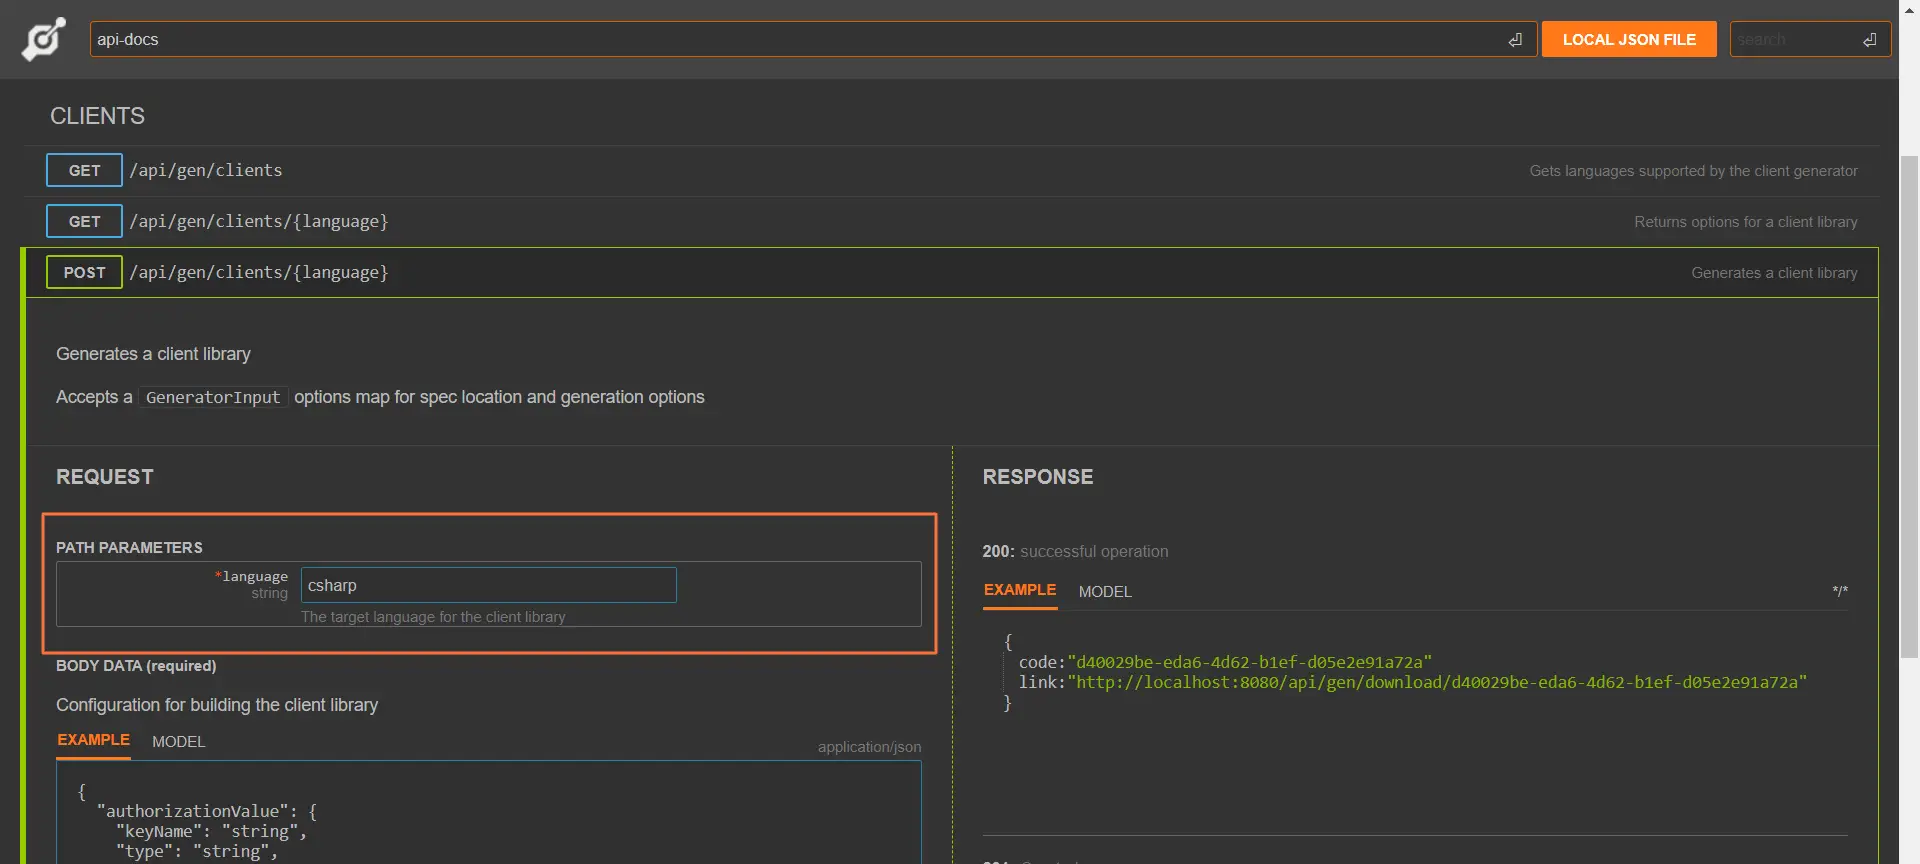 api-docs
LOCAL JSON FILE
search
CLIENTS
GET /api/gen/clients Gets languages supported by the client generator
GET /api/gen/clients/{language} Returns options for a client library
POST /api/gen/clients/{language} Generates a client library
Generates a client library
Accepts a GeneratorInput options map for spec location and generation options
REQUEST
PATH PARAMETERS
*language csharp
string
The target language for the client library
BODY DATA (required)
Configuration for building the client library
EXAMPLE MODEL application/json
{
"authorizationValue": {
"keyName": "string",
"type": "string",
RESPONSE
200: successful operation
EXAMPLE MODEL */*
{
code:"d40029be-eda6-4d62-b1ef-d05e2e91a72a"
link:"http://localhost:8080/api/gen/download/d40029be-eda6-4d62-b1ef-d05e2e91a72a"
}